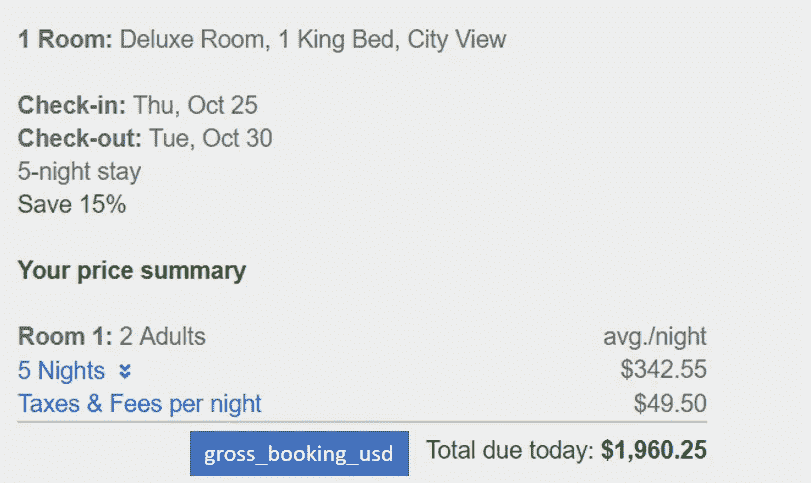 1 Room: Deluxe Room, 1 King Bed, City View
Check-in: Thu, Oct 25
Check-out: Tue, Oct 30
5-night stay
Save 15%
Your price summary
Room 1: 2 Adults avg./night
5 Nights $342.55
Taxes & Fees per night $49.50
gross_booking_usd Total due today: $1,960.25